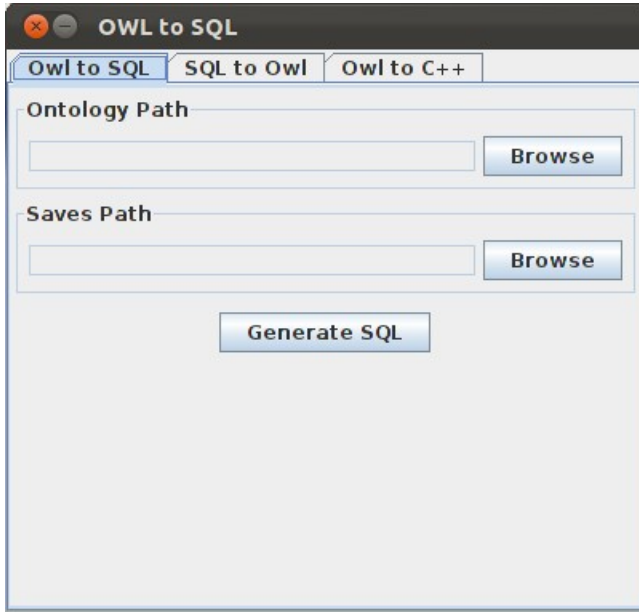 OWL to SQL
Owl to SQL SQL to Owl Owl to C++
Ontology Path
Browse
Saves Path
Browse
Generate SQL